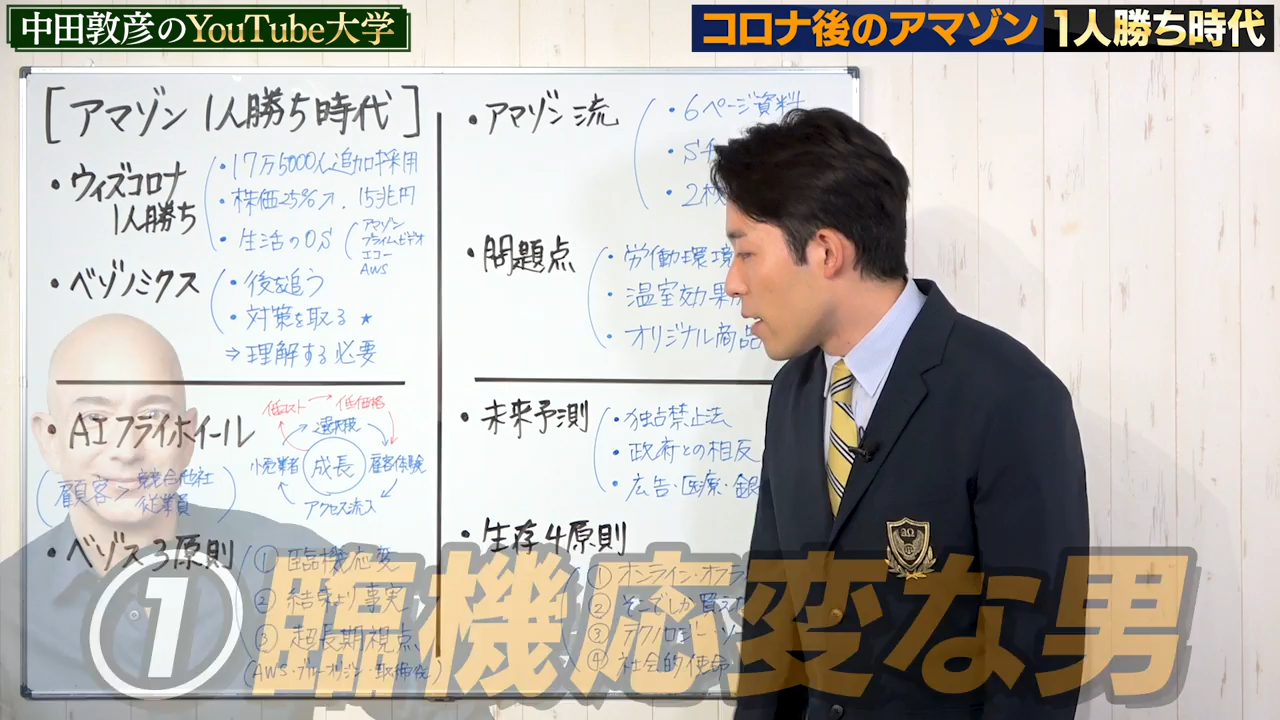 中田敦彦のYouTube大学
コロナ後のアマゾン 1人勝ち時代
[アマゾン 1人勝ち時代]
・ウィズコロナ
1人勝ち
・17万5000人追加採用
・株価25%↗. 15兆円
・生活のOS
アマゾン
プライムビデオ
エコー
AWS
・ベゾノミクス
・後を追う
・対策を取る ★
⇒理解する必要
・AIフライホイール
顧客 > 競合他社
従業員
低コスト→低価格
選択肢
小売業者
成長
顧客体験
アクセス流入
・ベゾス3原則
① 臨機応変
② 結果より事実
③ 超長期視点
(AWS・ブルーオリジン・取締役)
・アマゾン流
・6ページ資料
・2枚
・問題点
・労働環境
・温室効果
・オリジナル商品
・未来予測
・独占禁止法
・政府との相反
・広告・医療・銀
・生存4原則
① オンライン・オフラ
② そこでしか買え
③ テクノロジー・ソ
④ 社会的使命
①臨機応変な男